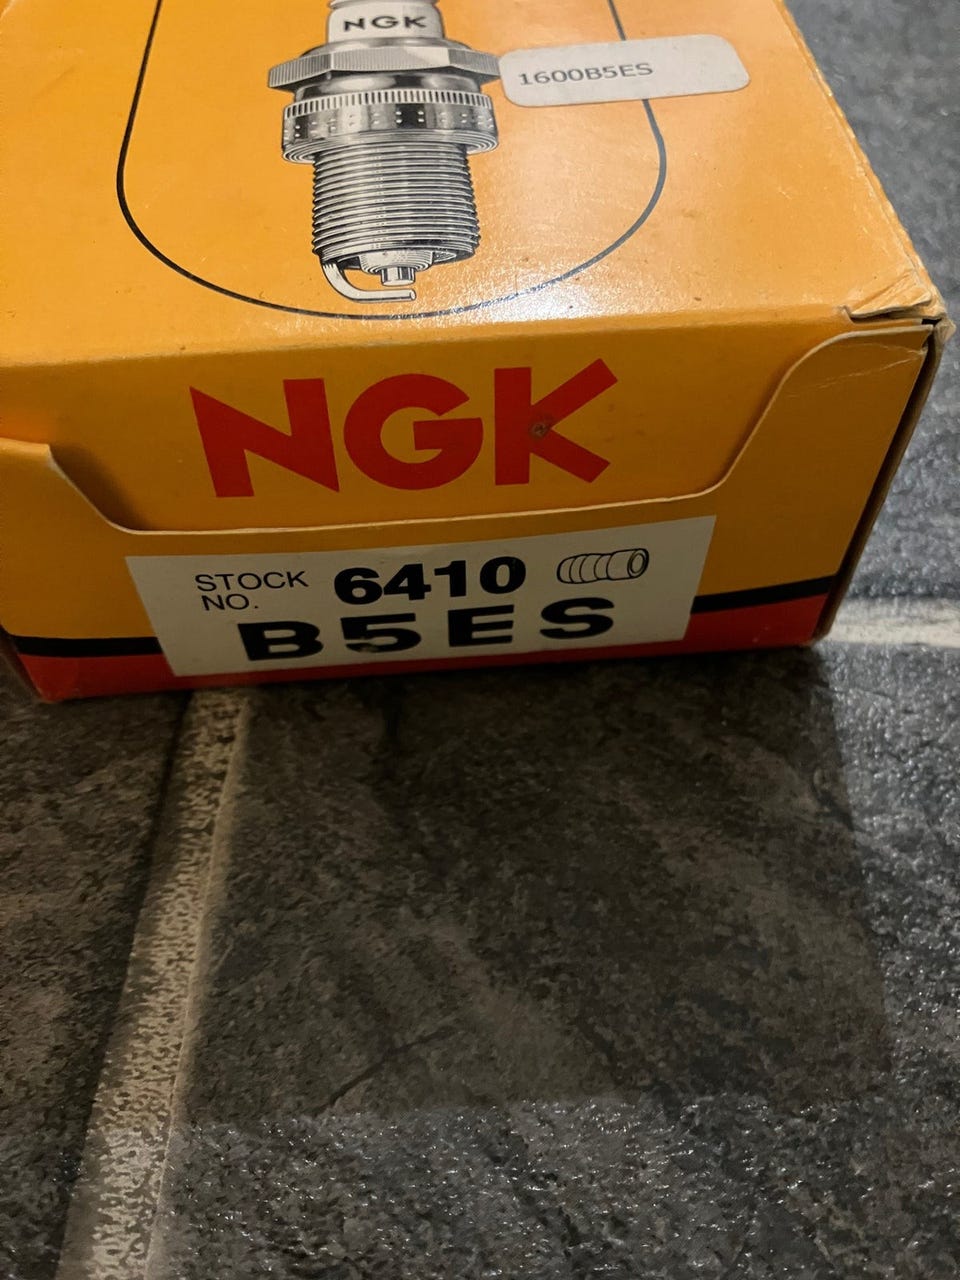 NGK
1600B5ES
NGK
STOCK
NO. 6410
B5ES